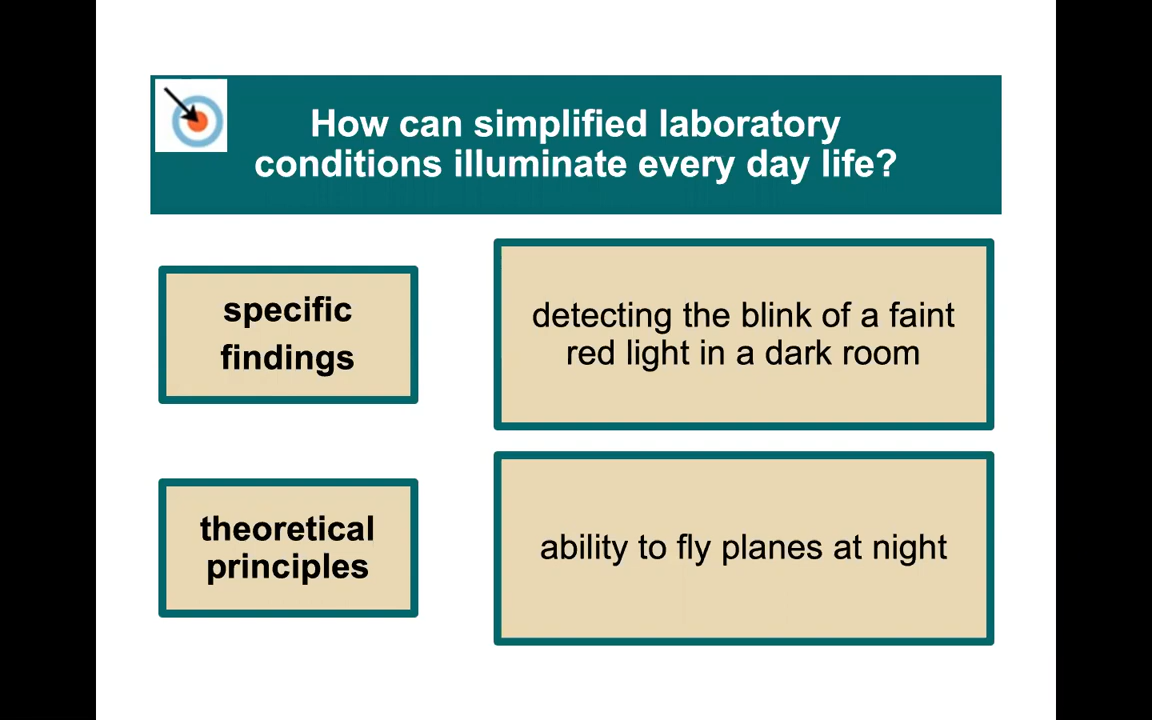 How can simplified laboratory
conditions illuminate every day life?
specific
findings
detecting the blink of a faint
red light in a dark room
theoretical
principles
ability to fly planes at night